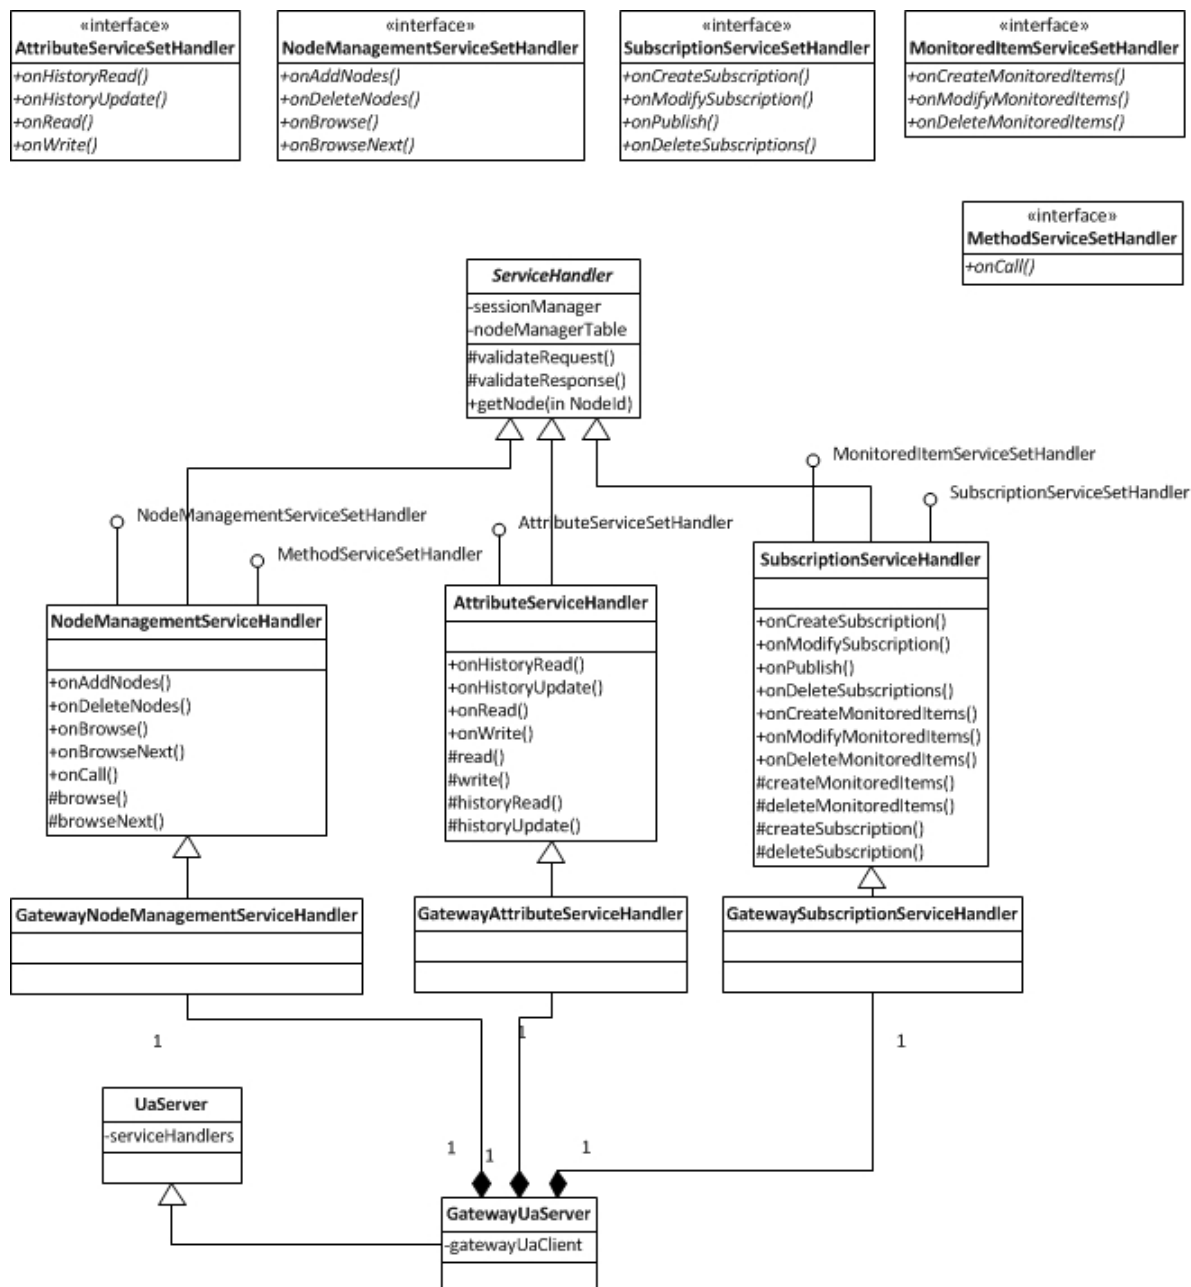 «interface»
AttributeServiceSetHandler
+onHistoryRead()
+onHistoryUpdate()
+onRead()
+onWrite()
«interface»
NodeManagementServiceSetHandler
+onAddNodes()
+onDeleteNodes()
+onBrowse()
+onBrowseNext()
«interface»
SubscriptionServiceSetHandler
+onCreateSubscription()
+onModifySubscription()
+onPublish()
+onDeleteSubscriptions()
«interface»
MonitoredItemServiceSetHandler
+onCreateMonitoredItems()
+onModifyMonitoredItems()
+onDeleteMonitoredItems()
«interface»
MethodServiceSetHandler
+onCall()
ServiceHandler
-sessionManager
-nodeManagerTable
#validateRequest()
#validateResponse()
+getNode(in NodeId)
MonitoredItemServiceSetHandler
SubscriptionServiceSetHandler
NodeManagementServiceSetHandler
AttributeServiceSetHandler
MethodServiceSetHandler
NodeManagementServiceHandler
+onAddNodes()
+onDeleteNodes()
+onBrowse()
+onBrowseNext()
+onCall()
#browse()
#browseNext()
AttributeServiceHandler
+onHistoryRead()
+onHistoryUpdate()
+onRead()
+onWrite()
#read()
#write()
#historyRead()
#historyUpdate()
SubscriptionServiceHandler
+onCreateSubscription()
+onModifySubscription()
+onPublish()
+onDeleteSubscriptions()
+onCreateMonitoredItems()
+onModifyMonitoredItems()
+onDeleteMonitoredItems()
#createMonitoredItems()
#deleteMonitoredItems()
#createSubscription()
#deleteSubscription()
GatewayNodeManagementServiceHandler
GatewayAttributeServiceHandler
GatewaySubscriptionServiceHandler
1
1
1
UaServer
-serviceHandlers
1
1
1
GatewayUaServer
-gatewayUaClient